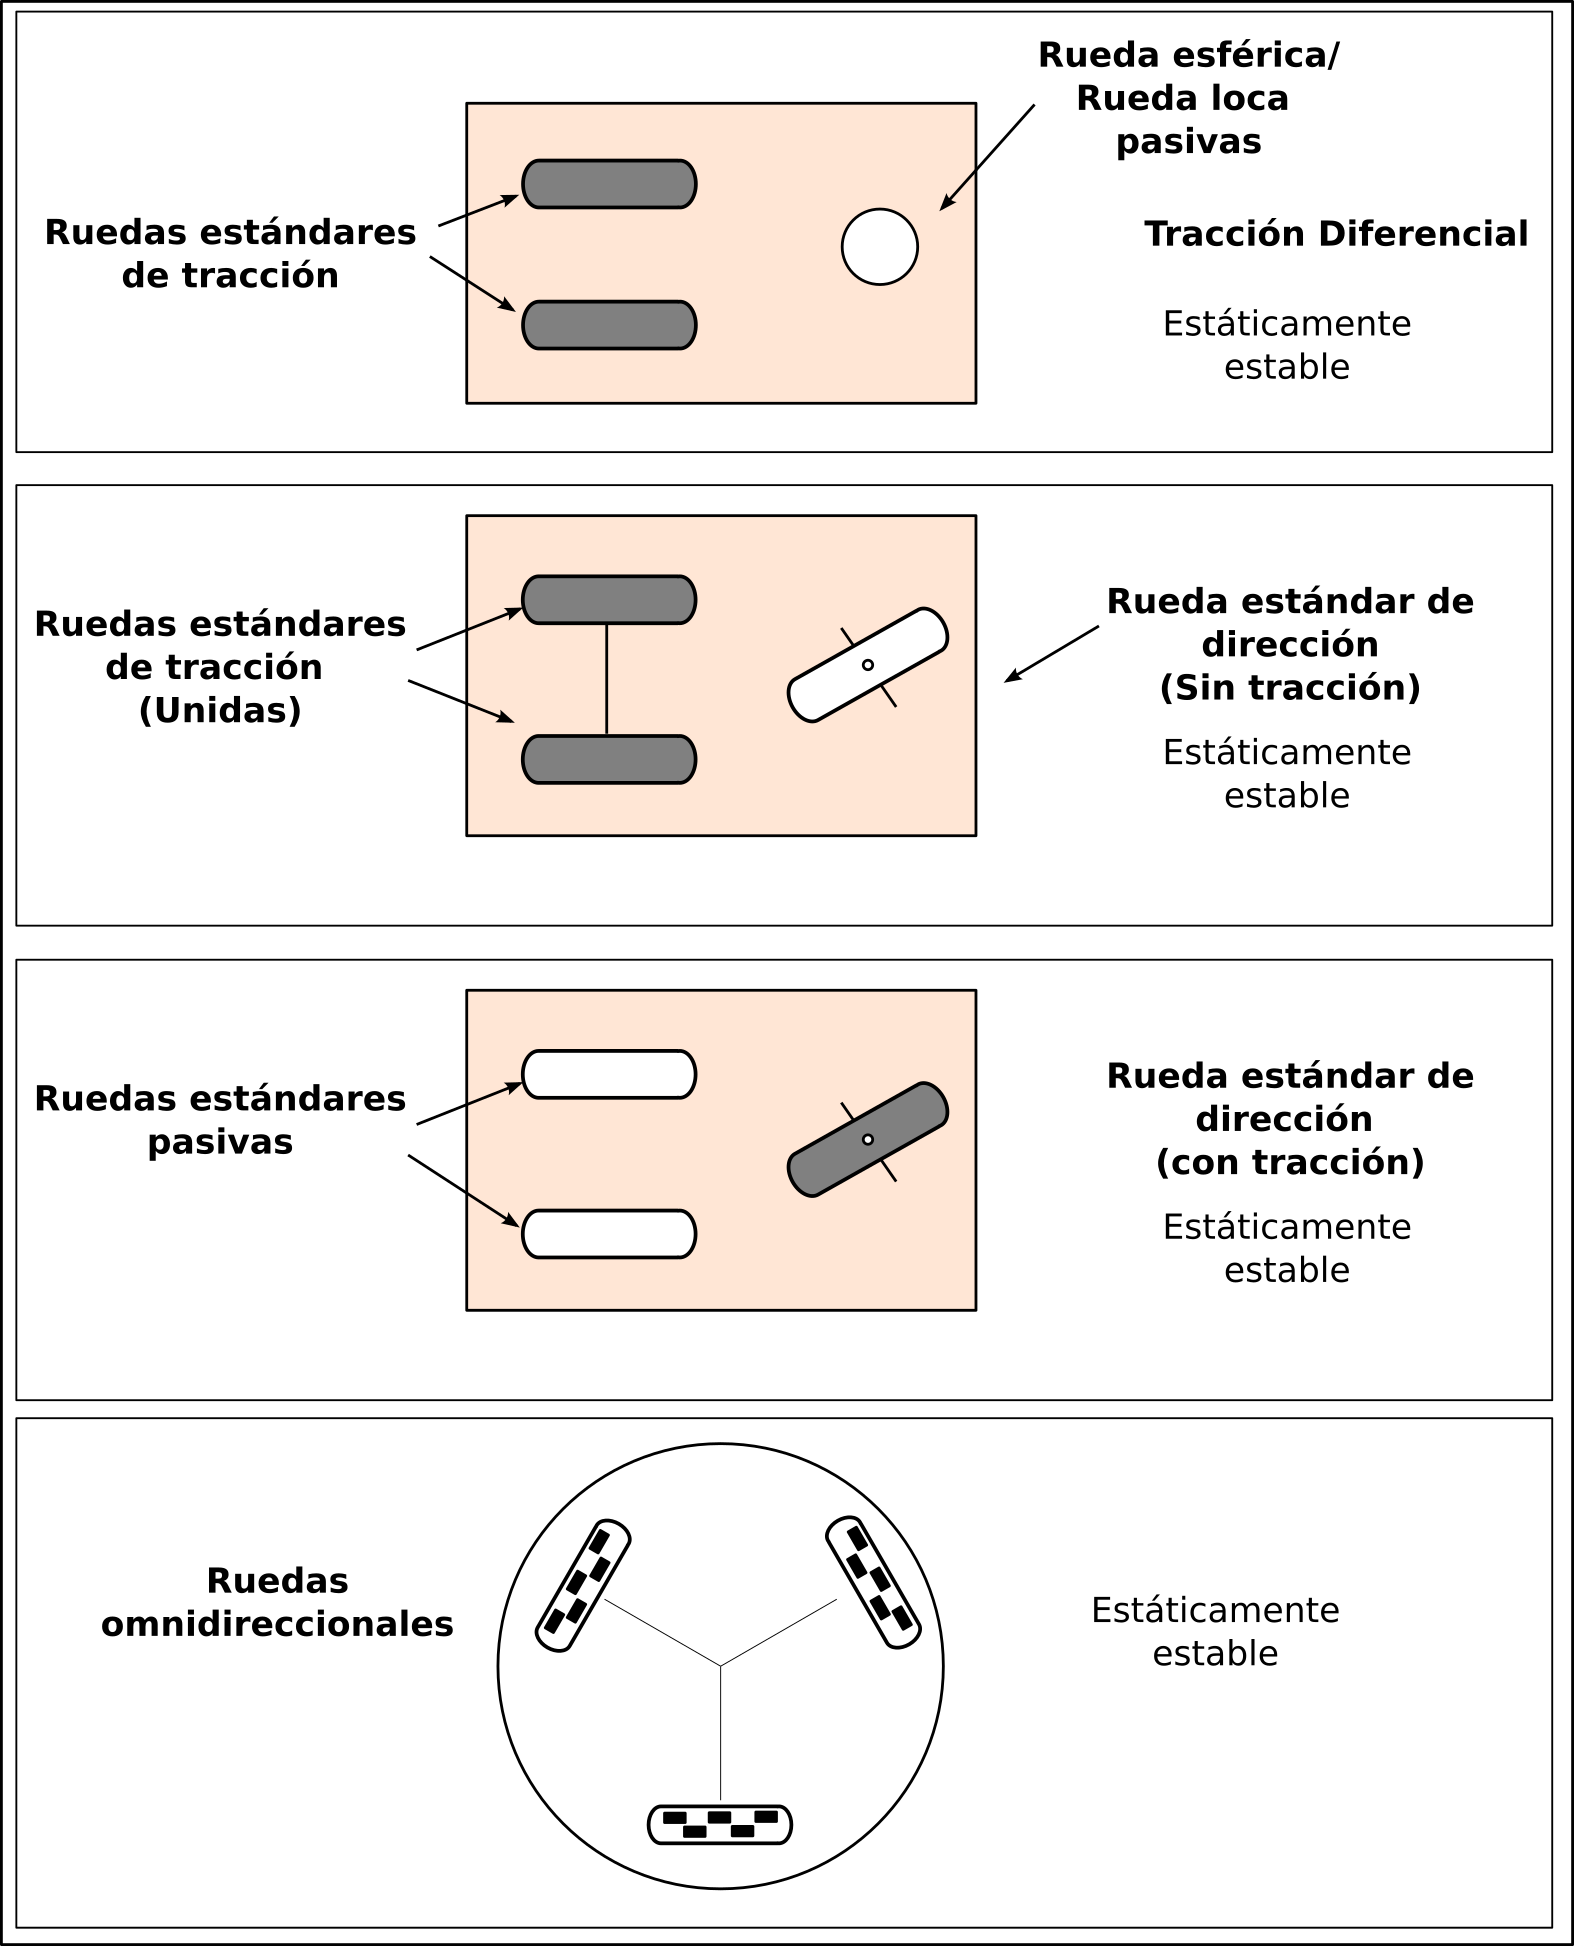 Rueda esférica/
Rueda loca
pasivas
Ruedas estándares
de tracción
Tracción Diferencial
Estáticamente
estable
Ruedas estándares
de tracción
(Unidas)
Rueda estándar de
dirección
(Sin tracción)
Estáticamente
estable
Ruedas estándares
pasivas
Rueda estándar de
dirección
(con tracción)
Estáticamente
estable
Ruedas
omnidireccionales
Estáticamente
estable